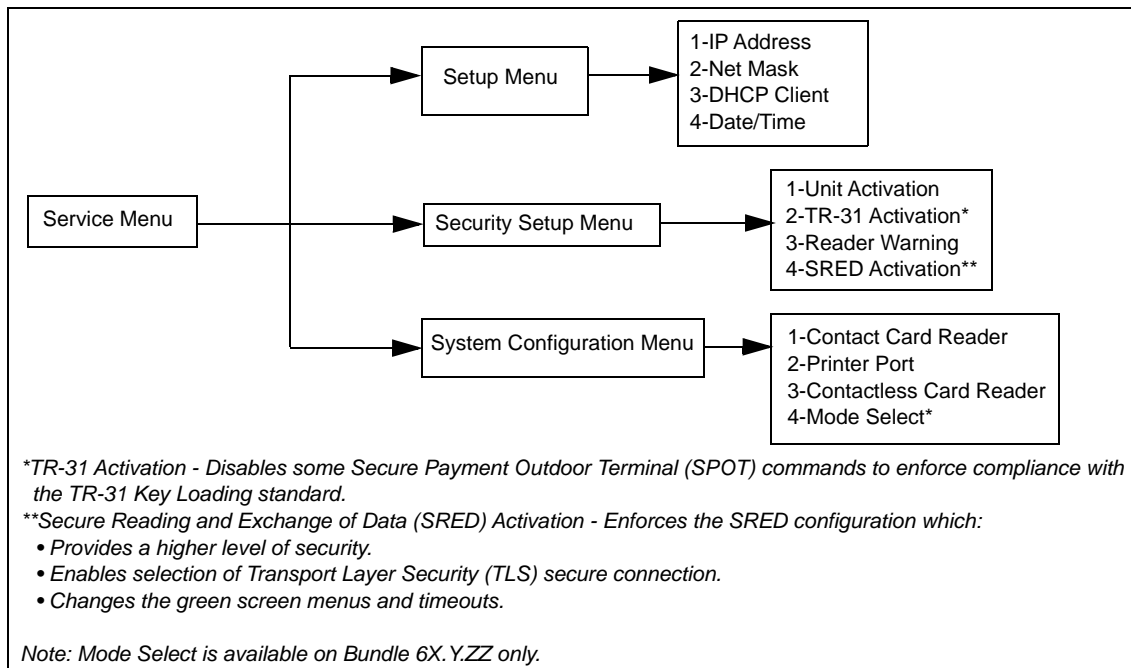 Setup Menu
1-IP Address
2-Net Mask
3-DHCP Client
4-Date/Time
Service Menu
Security Setup Menu
1-Unit Activation
2-TR-31 Activation*
3-Reader Warning
4-SRED Activation**
System Configuration Menu
1-Contact Card Reader
2-Printer Port
3-Contactless Card Reader
4-Mode Select*
*TR-31 Activation - Disables some Secure Payment Outdoor Terminal (SPOT) commands to enforce compliance with
the TR-31 Key Loading standard.
**Secure Reading and Exchange of Data (SRED) Activation - Enforces the SRED configuration which:
• Provides a higher level of security.
• Enables selection of Transport Layer Security (TLS) secure connection.
• Changes the green screen menus and timeouts.
Note: Mode Select is available on Bundle 6X.Y.ZZ only.